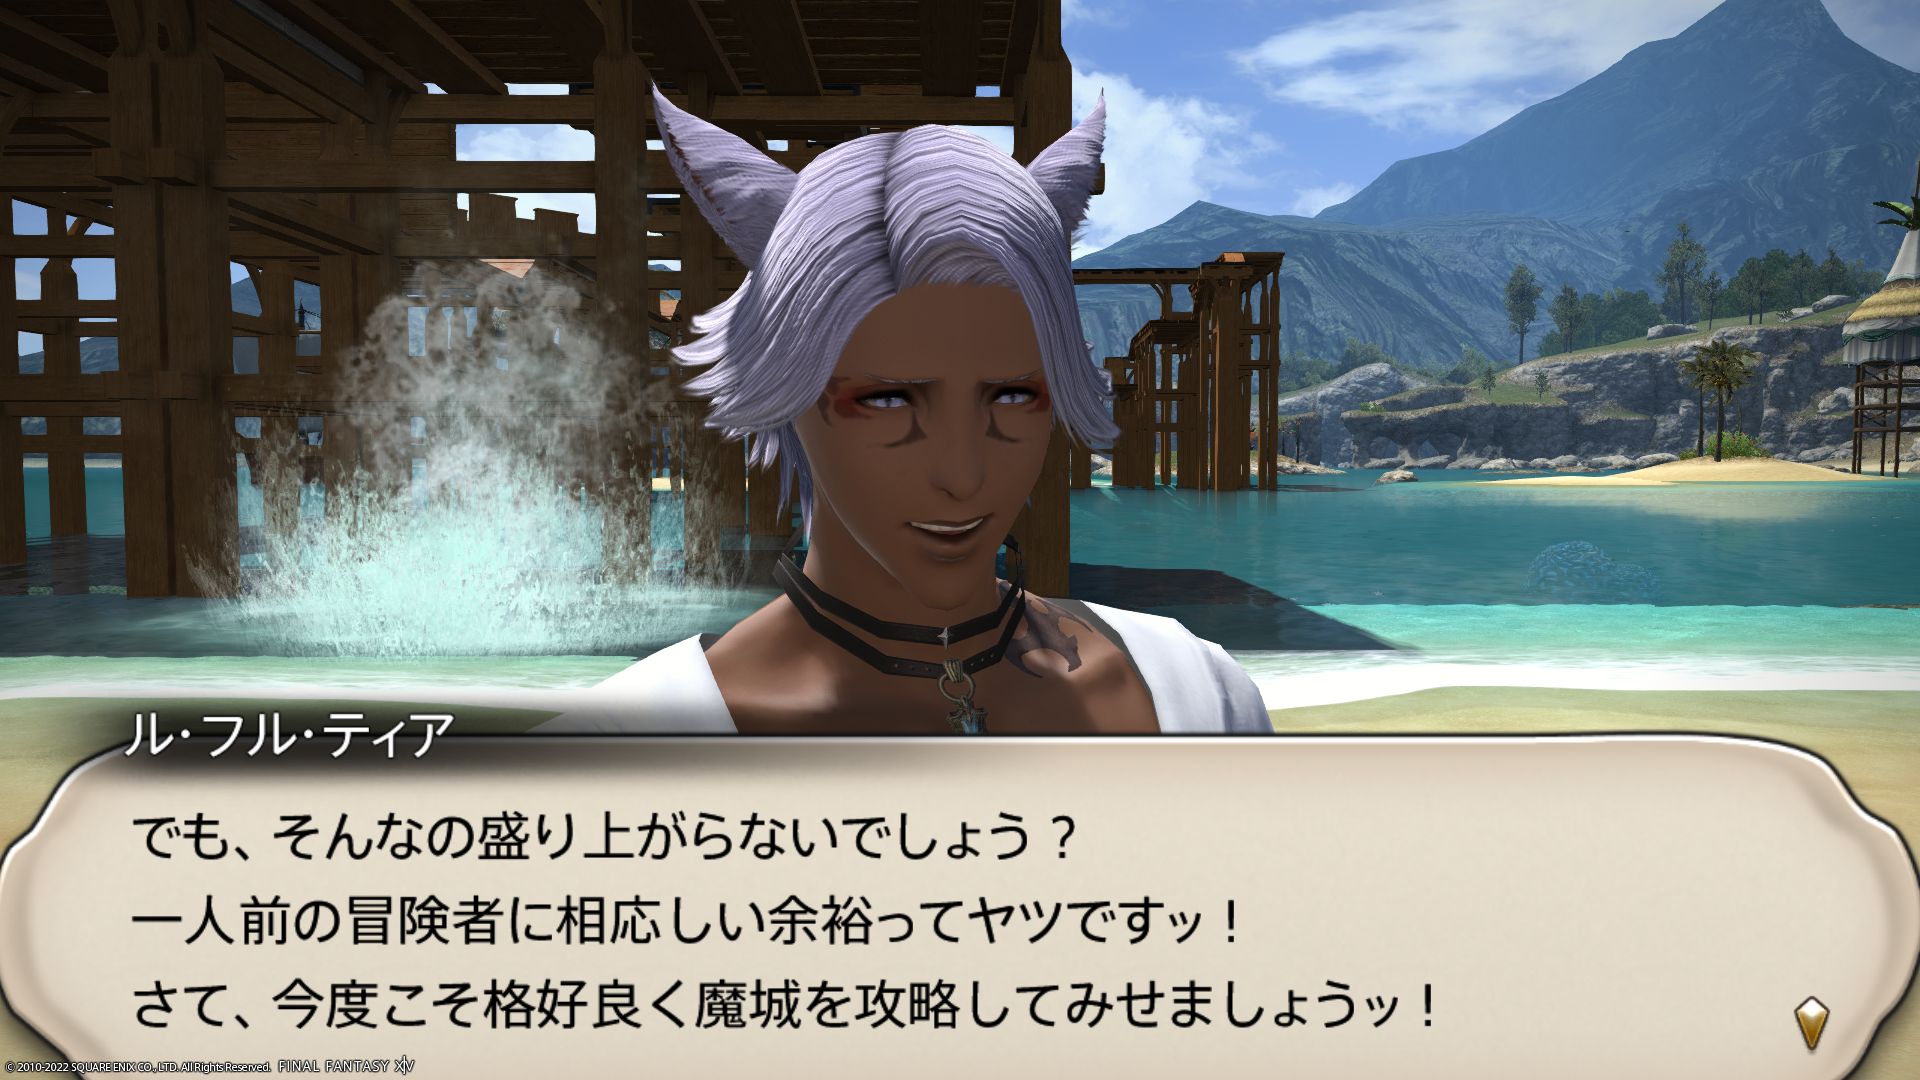 ル・フル・ティア
でも、そんなの盛り上がらないでしょう？
一人前の冒険者に相応しい余裕ってヤツですッ！
さて、今度こそ格好良く魔城を攻略してみせましょうッ！
© 2010-2022 SQUARE ENIX CO., LTD. All Rights Reserved. FINAL FANTASY XIV